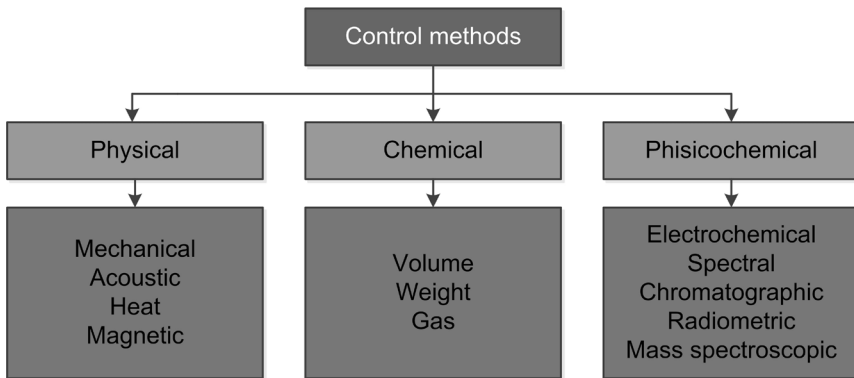 Control methods
Physical
Chemical
Phisicochemical
Mechanical
Acoustic
Heat
Magnetic
Volume
Weight
Gas
Electrochemical
Spectral
Chromatographic
Radiometric
Mass spectroscopic